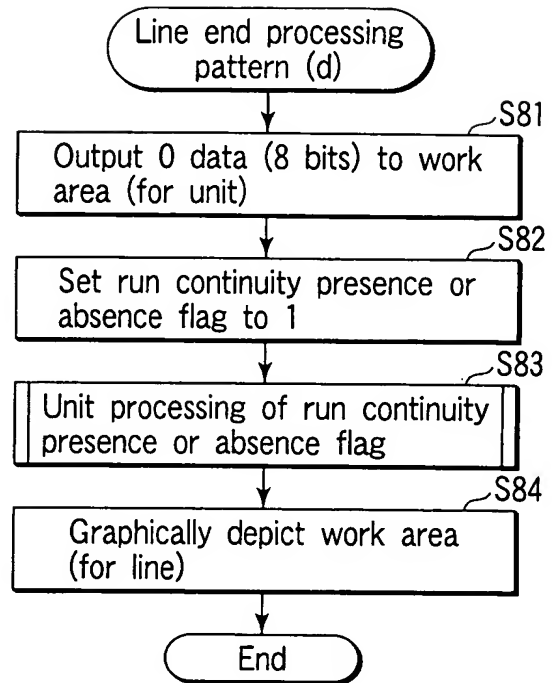 Line end processing
pattern (d)
S81
Output 0 data (8 bits) to work
area (for unit)
S82
Set run continuity presence or
absence flag to 1
S83
Unit processing of run continuity
presence or absence flag
S84
Graphically depict work area
(for line)
End